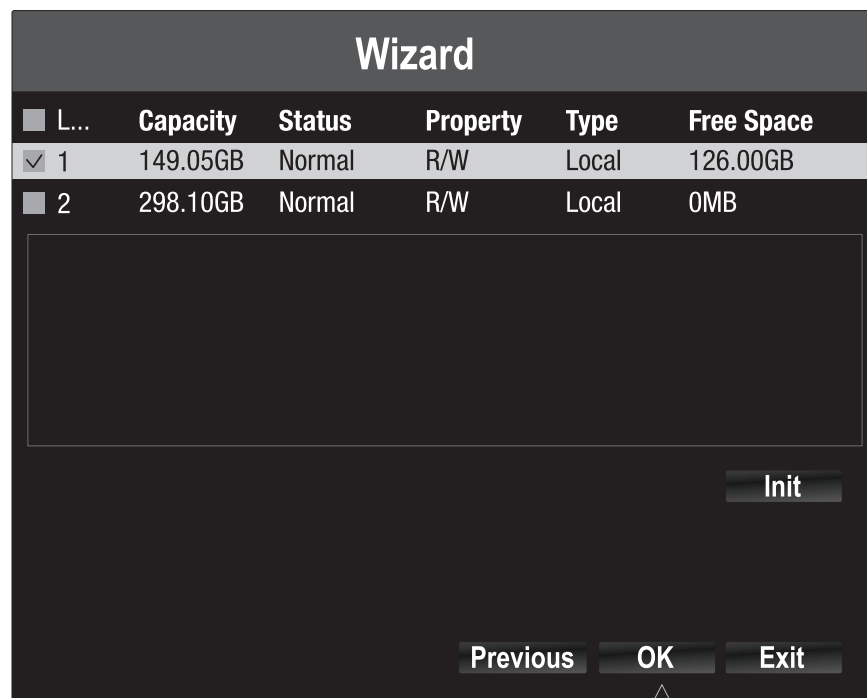 Wizard
L... Capacity Status Property Type Free Space
1 149.05GB Normal R/W Local 126.00GB
2 298.10GB Normal R/W Local 0MB
Init
Previous OK Exit